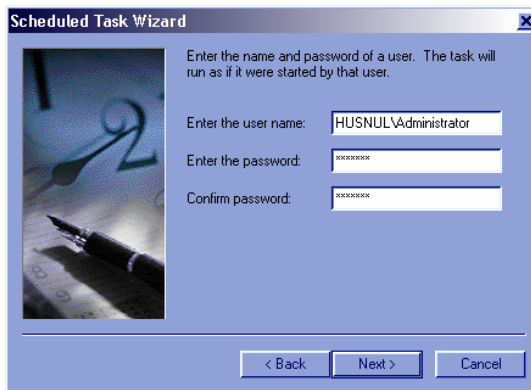 Scheduled Task Wizard
Enter the name and password of a user. The task will
run as if it were started by that user.
Enter the user name: HUSNUL\Administrator
Enter the password: *******
Confirm password: *******
< Back Next > Cancel